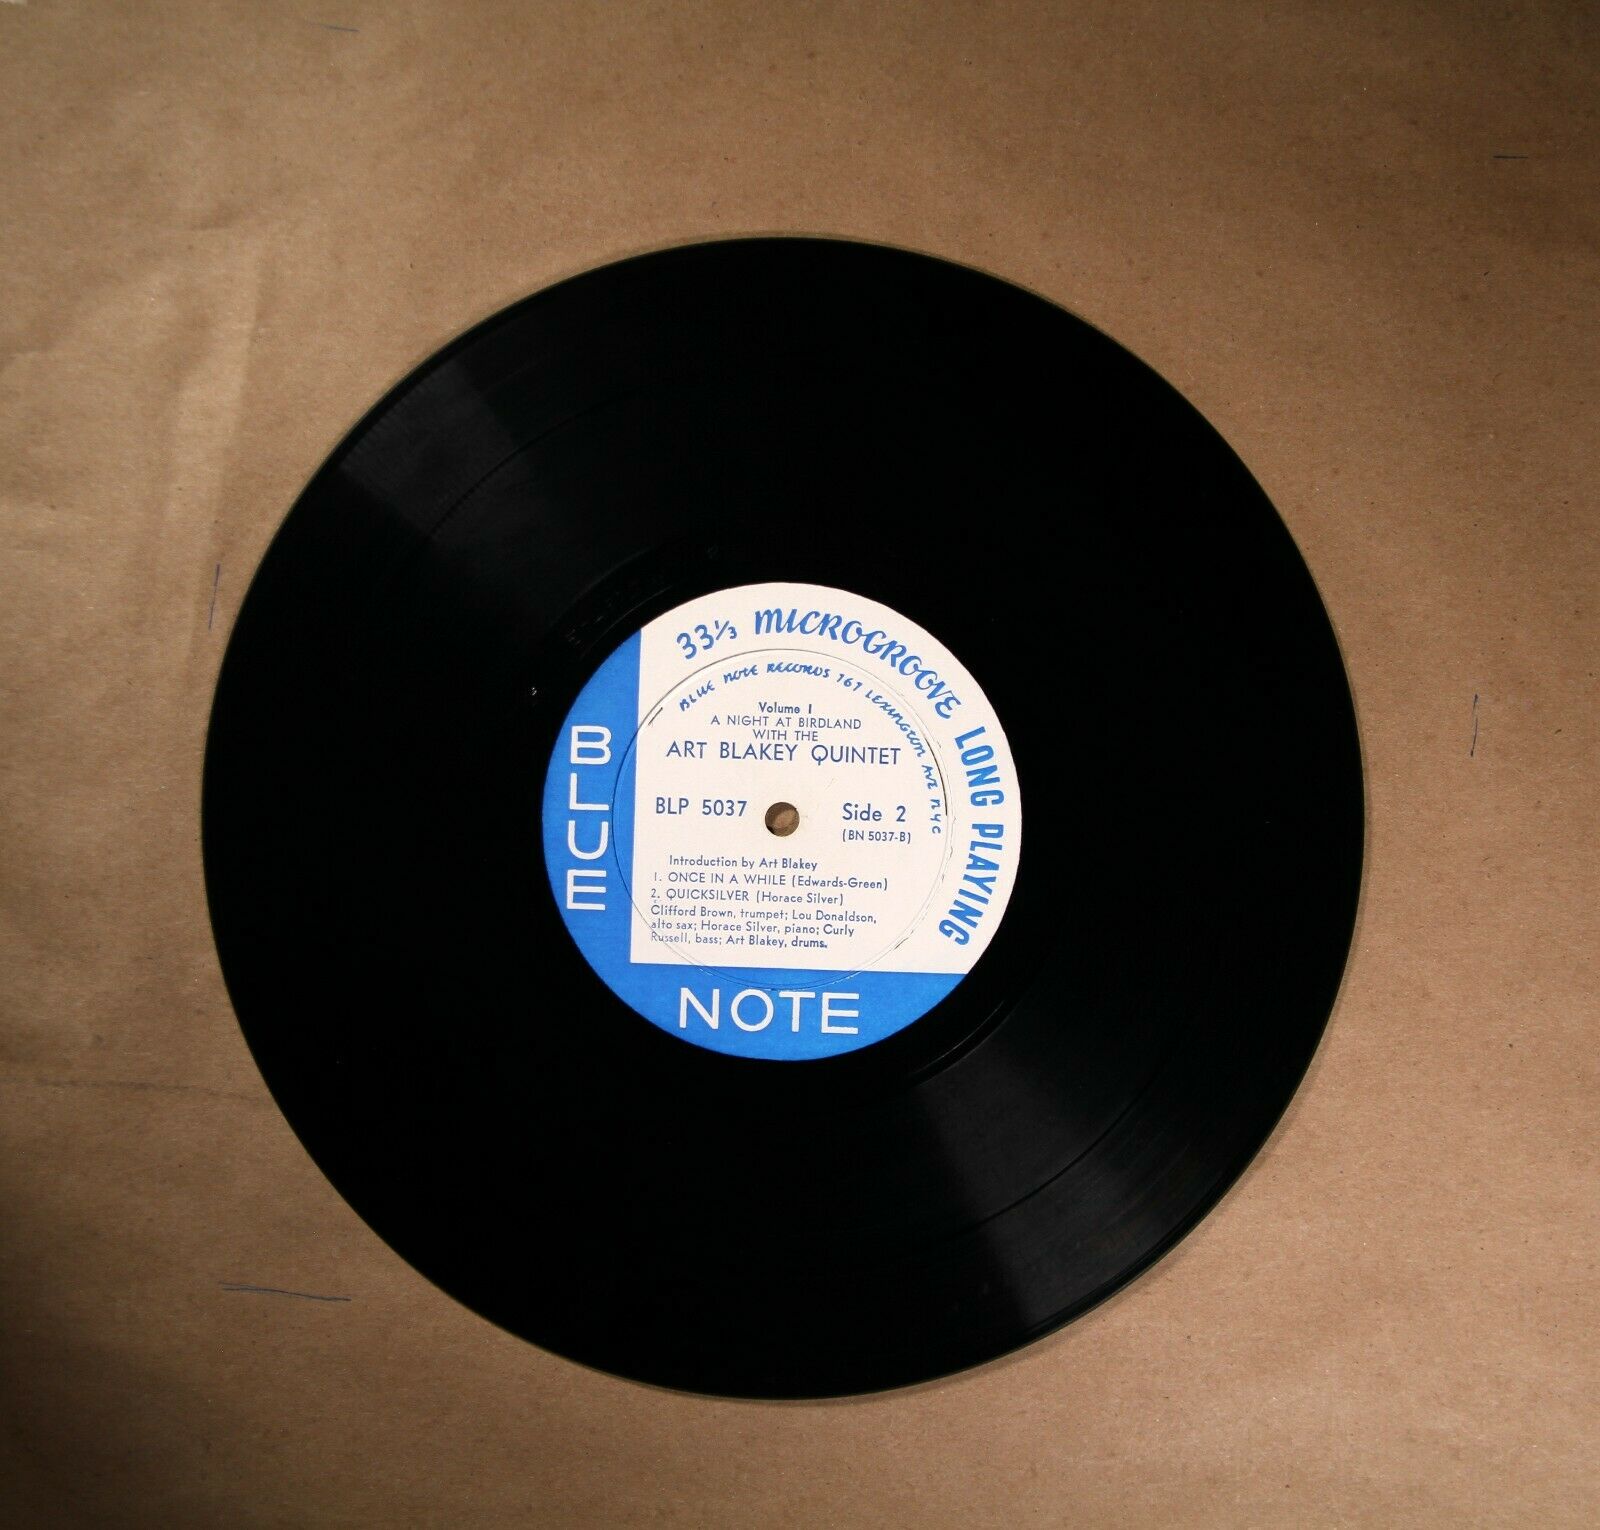 33⅓ MICROGROOVE LONG PLAYING
BLUE NOTE RECORDS 767 LEXINGTON AVE NYC
Volume 1
A NIGHT AT BIRDLAND
WITH THE
ART BLAKEY QUINTET
BLP 5037
Side 2
(BN 5037-B)
Introduction by Art Blakey
1. ONCE IN A WHILE (Edwards-Green)
2. QUICKSILVER (Horace Silver)
Clifford Brown, trumpet; Lou Donaldson,
alto sax; Horace Silver, piano; Curly
Russell, bass; Art Blakey, drums.
BLUE
NOTE